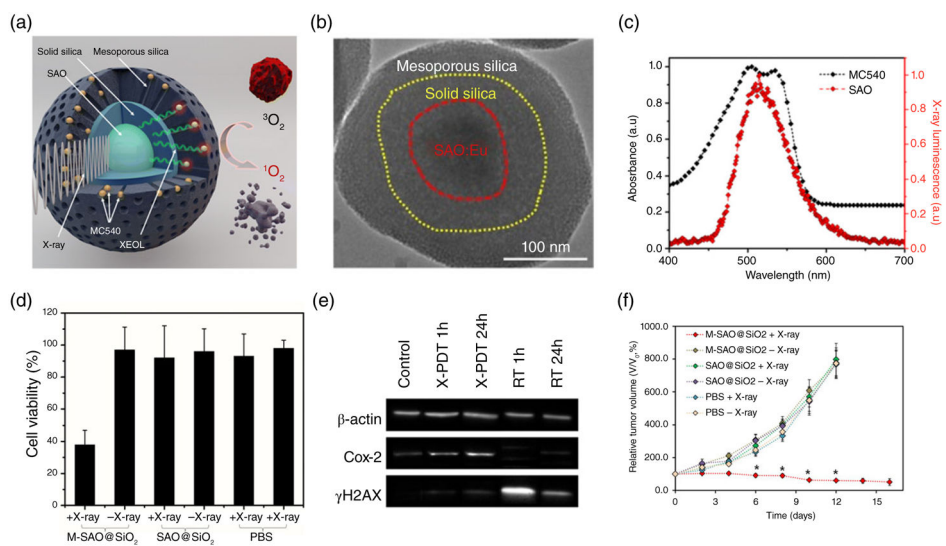 (a)
Solid silica
Mesoporous silica
SAO
³O₂
¹O₂
MC540
X-ray
XEOL
(b)
Mesoporous silica
Solid silica
SAO:Eu
100 nm
(c)
1.0
0.8
0.6
0.4
0.2
0.0
Absorbance (a.u)
MC540
SAO
1.0
0.8
0.6
0.4
0.2
0.0
X-ray luminescence (a.u)
400 500 600 700
Wavelength (nm)
(d)
120
100
80
60
40
20
0
Cell viability (%)
+X-ray –X-ray +X-ray –X-ray +X-ray +X-ray
M-SAO@SiO₂ SAO@SiO₂ PBS
(e)
Control
X-PDT 1h
X-PDT 24h
RT 1h
RT 24h
β-actin
Cox-2
γH2AX
(f)
1000.0
800.0
600.0
400.0
200.0
0.0
Relative tumor volume (V/V₀,%)
M-SAO@SiO2 + X-ray
M-SAO@SiO2 – X-ray
SAO@SiO2 + X-ray
SAO@SiO2 – X-ray
PBS + X-ray
PBS – X-ray
* * * *
0 3 6 9 12 15
Time (days)